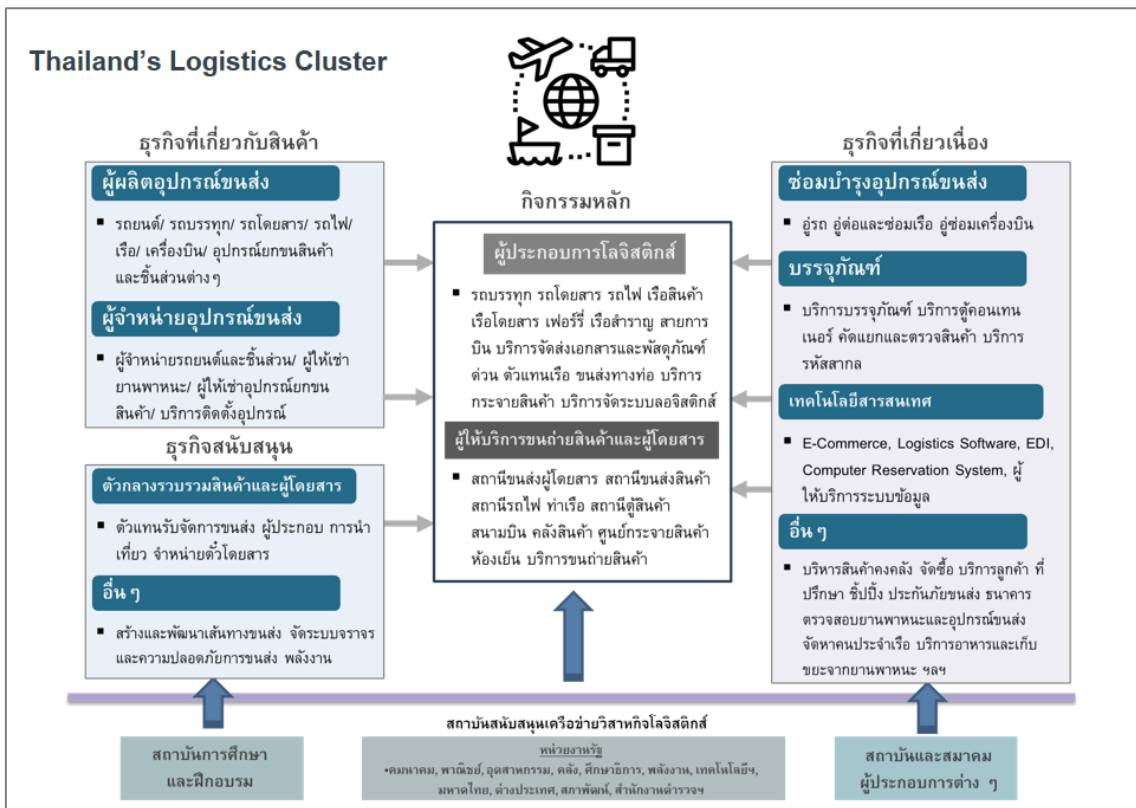 Thailand's Logistics Cluster
ธุรกิจที่เกี่ยวกับสินค้า
ผู้ผลิตอุปกรณ์ขนส่ง
▪ รถยนต์/ รถบรรทุก/ รถโดยสาร/ รถไฟ/
เรือ/ เครื่องบิน/ อุปกรณ์ยกขนสินค้า
และชิ้นส่วนต่างๆ
ผู้จำหน่ายอุปกรณ์ขนส่ง
▪ ผู้จำหน่ายรถยนต์และชิ้นส่วน/ ผู้ให้เช่า
ยานพาหนะ/ ผู้ให้เช่าอุปกรณ์ยกขน
สินค้า/ บริการติดตั้งอุปกรณ์
ธุรกิจสนับสนุน
ตัวกลางรวบรวมสินค้าและผู้โดยสาร
▪ ตัวแทนรับจัดการขนส่ง ผู้ประกอบ การนำ
เที่ยว จำหน่ายตั๋วโดยสาร
อื่น ๆ
▪ สร้างและพัฒนาเส้นทางขนส่ง จัดระบบจราจร
และความปลอดภัยการขนส่ง พลังงาน
กิจกรรมหลัก
ผู้ประกอบการโลจิสติกส์
▪ รถบรรทุก รถโดยสาร รถไฟ เรือสินค้า
เรือโดยสาร เฟอร์รี่ เรือสำราญ สายการ
บิน บริการจัดส่งเอกสารและพัสดุภัณฑ์
ด่วน ตัวแทนเรือ ขนส่งทางท่อ บริการ
กระจายสินค้า บริการจัดระบบลอจิสติกส์
ผู้ให้บริการขนถ่ายสินค้าและผู้โดยสาร
▪ สถานีขนส่งผู้โดยสาร สถานีขนส่งสินค้า
สถานีรถไฟ ท่าเรือ สถานีตู้สินค้า
สนามบิน คลังสินค้า ศูนย์กระจายสินค้า
ห้องเย็น บริการขนถ่ายสินค้า
ธุรกิจที่เกี่ยวเนื่อง
ซ่อมบำรุงอุปกรณ์ขนส่ง
▪ อู่รถ อู่ต่อและซ่อมเรือ อู่ซ่อมเครื่องบิน
บรรจุภัณฑ์
▪ บริการบรรจุภัณฑ์ บริการตู้คอนเทน
เนอร์ คัดแยกและตรวจสินค้า บริการ
รหัสสากล
เทคโนโลยีสารสนเทศ
▪ E-Commerce, Logistics Software, EDI,
Computer Reservation System, ผู้
ให้บริการระบบข้อมูล
อื่น ๆ
▪ บริหารสินค้าคงคลัง จัดซื้อ บริการลูกค้า ที่
ปรึกษา ชิ้ปปิ้ง ประกันภัยขนส่ง ธนาคาร
ตรวจสอบยานพาหนะและอุปกรณ์ขนส่ง
จัดหาคนประจำเรือ บริการอาหารและเก็บ
ขยะจากยานพาหนะ ฯลฯ
สถาบันสนับสนุนเครือข่ายวิสาหกิจโลจิสติกส์
สถาบันการศึกษา
และฝึกอบรม
หน่วยงานรัฐ
•คมนาคม, พาณิชย์, อุตสาหกรรม, คลัง, ศึกษาธิการ, พลังงาน, เทคโนโลยีฯ,
มหาดไทย, ต่างประเทศ, สภาพัฒน์, สำนักงานตำรวจฯ
สถาบันและสมาคม
ผู้ประกอบการต่าง ๆ